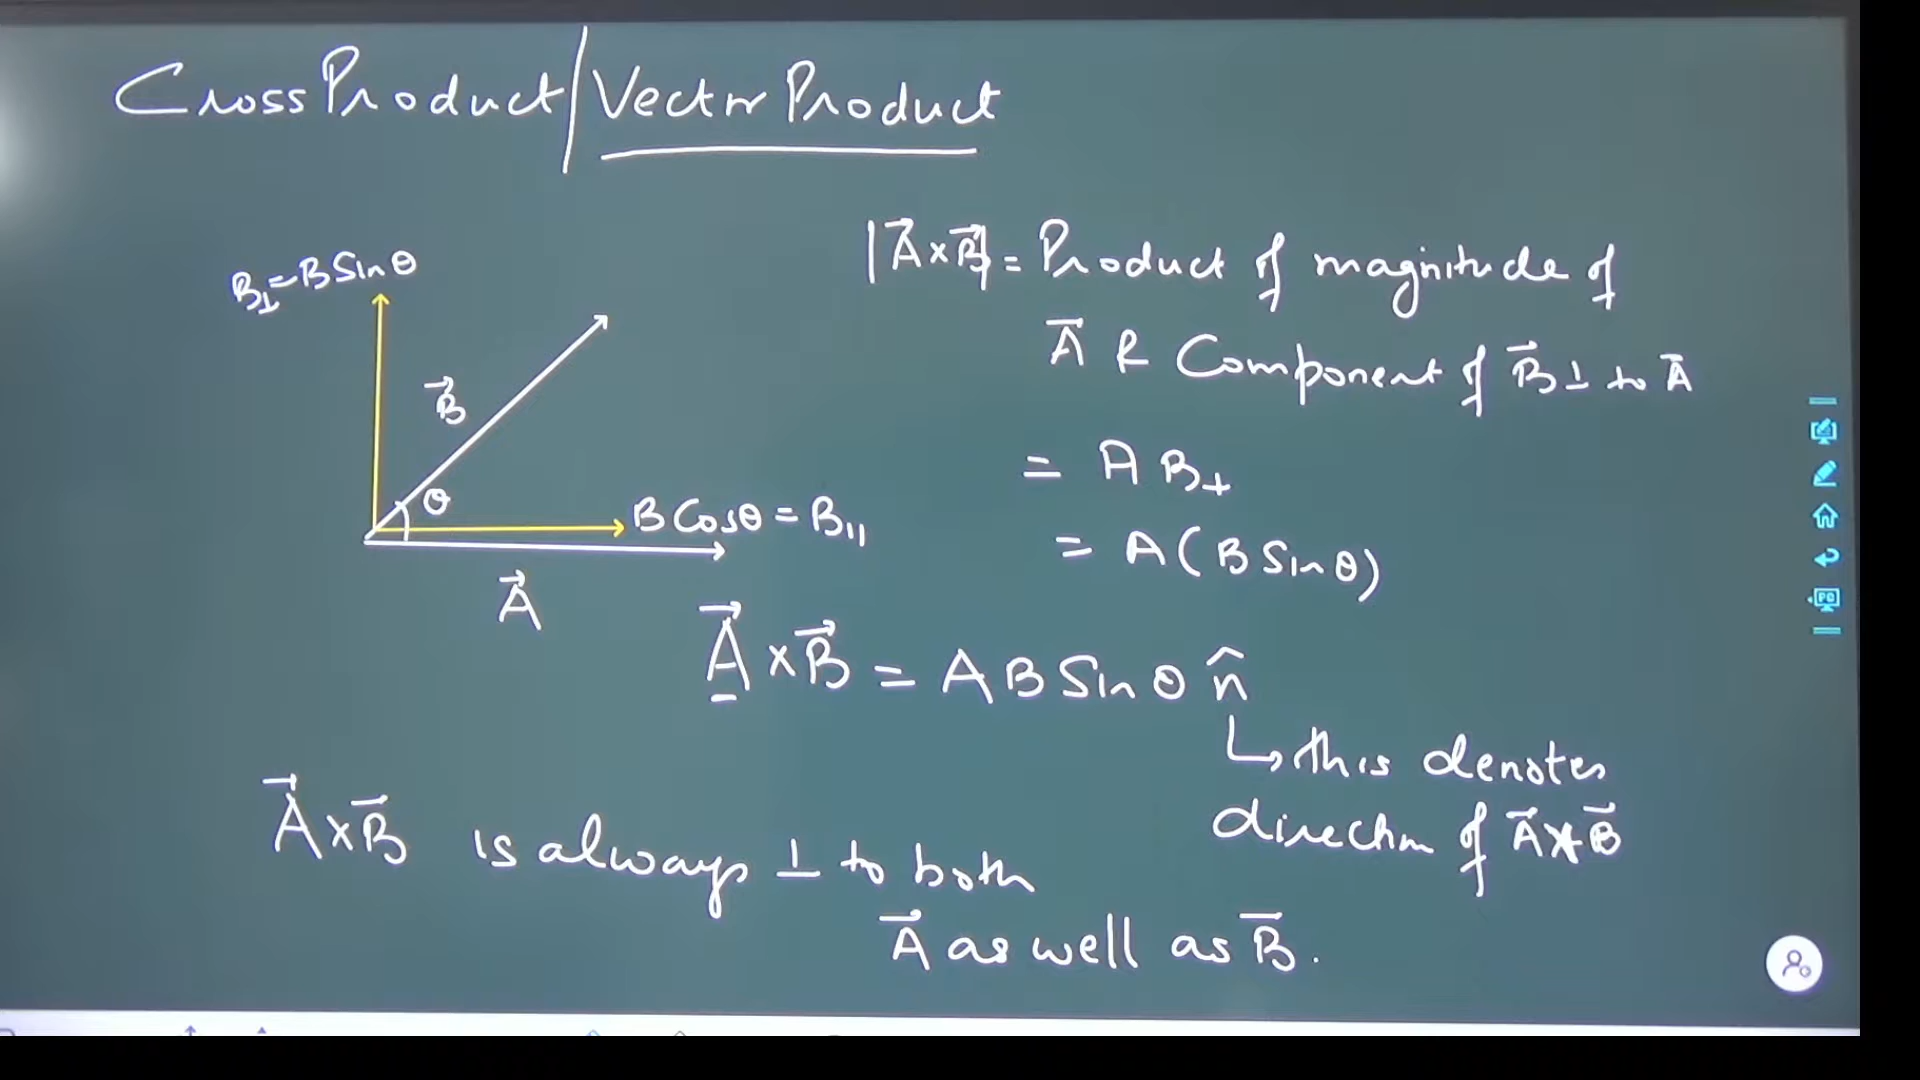 Cross Product/Vector Product
B⊥=B Sin θ
|A⃗×B⃗| = Product of magnitude of
A⃗ & Component of B⃗ ⊥ to A⃗
B⃗
= A B⊥
θ
B Cosθ = B||
= A(B Sin θ)
A⃗
A⃗×B⃗ = A B Sin θ n̂
↳ this denotes
direction of A⃗×B⃗
A⃗×B⃗ is always ⊥ to both
A⃗ as well as B⃗.